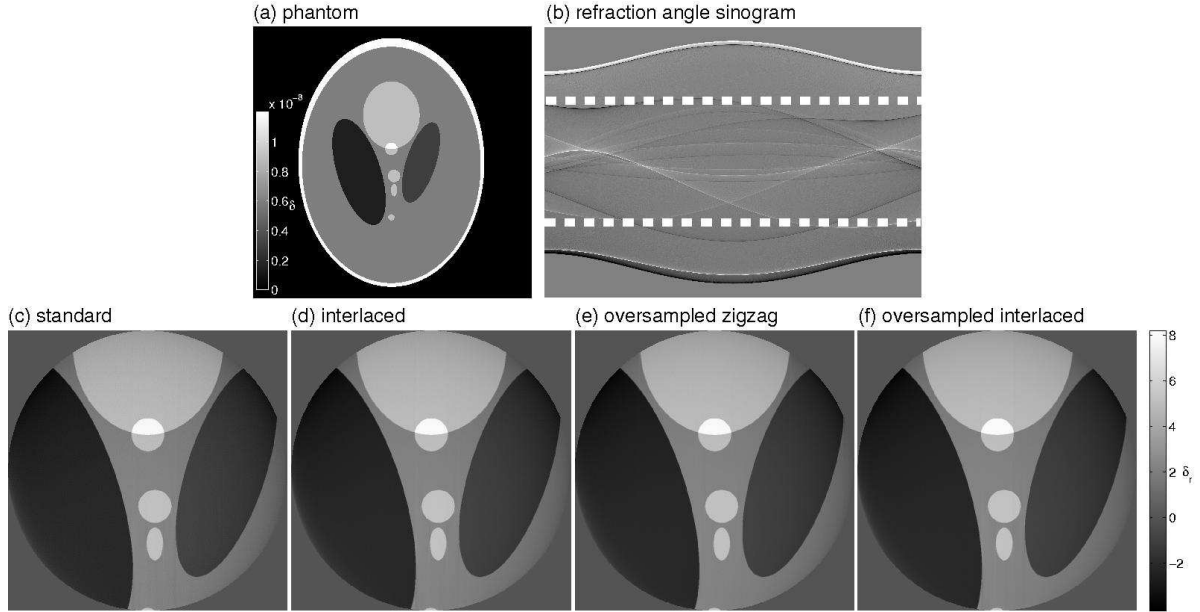 (a) phantom
(b) refraction angle sinogram
x 10⁻⁸
1
0.8
0.6
δ
0.4
0.2
0
(c) standard
(d) interlaced
(e) oversampled zigzag
(f) oversampled interlaced
8
6
4
2
δr
0
−2